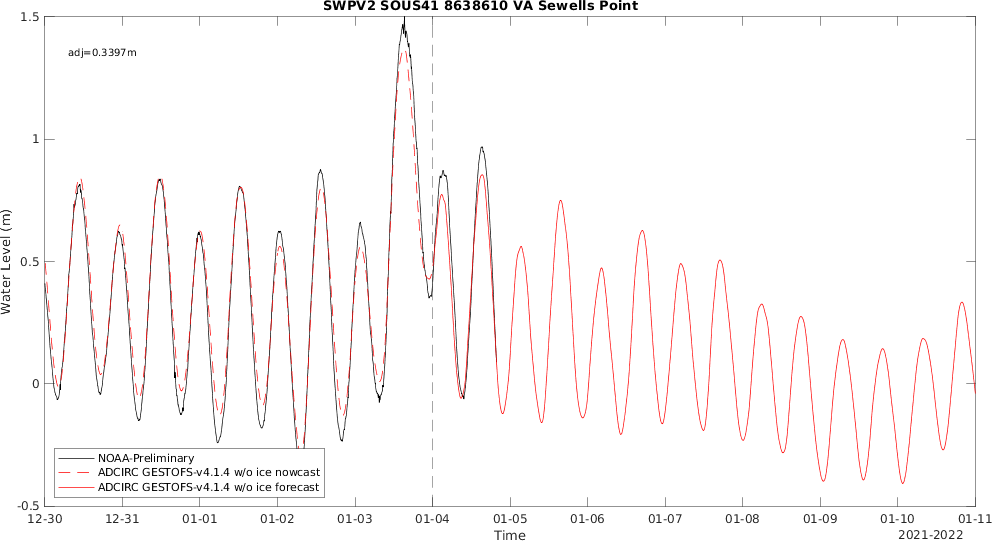 SWPV2 SOUS41 8638610 VA Sewells Point
adj=0.3397m
1.5
1
0.5
0
-0.5
Water Level (m)
NOAA-Preliminary
ADCIRC GESTOFS-v4.1.4 w/o ice nowcast
ADCIRC GESTOFS-v4.1.4 w/o ice forecast
12-30 12-31 01-01 01-02 01-03 01-04 01-05 01-06 01-07 01-08 01-09 01-10 01-11
Time
2021-2022